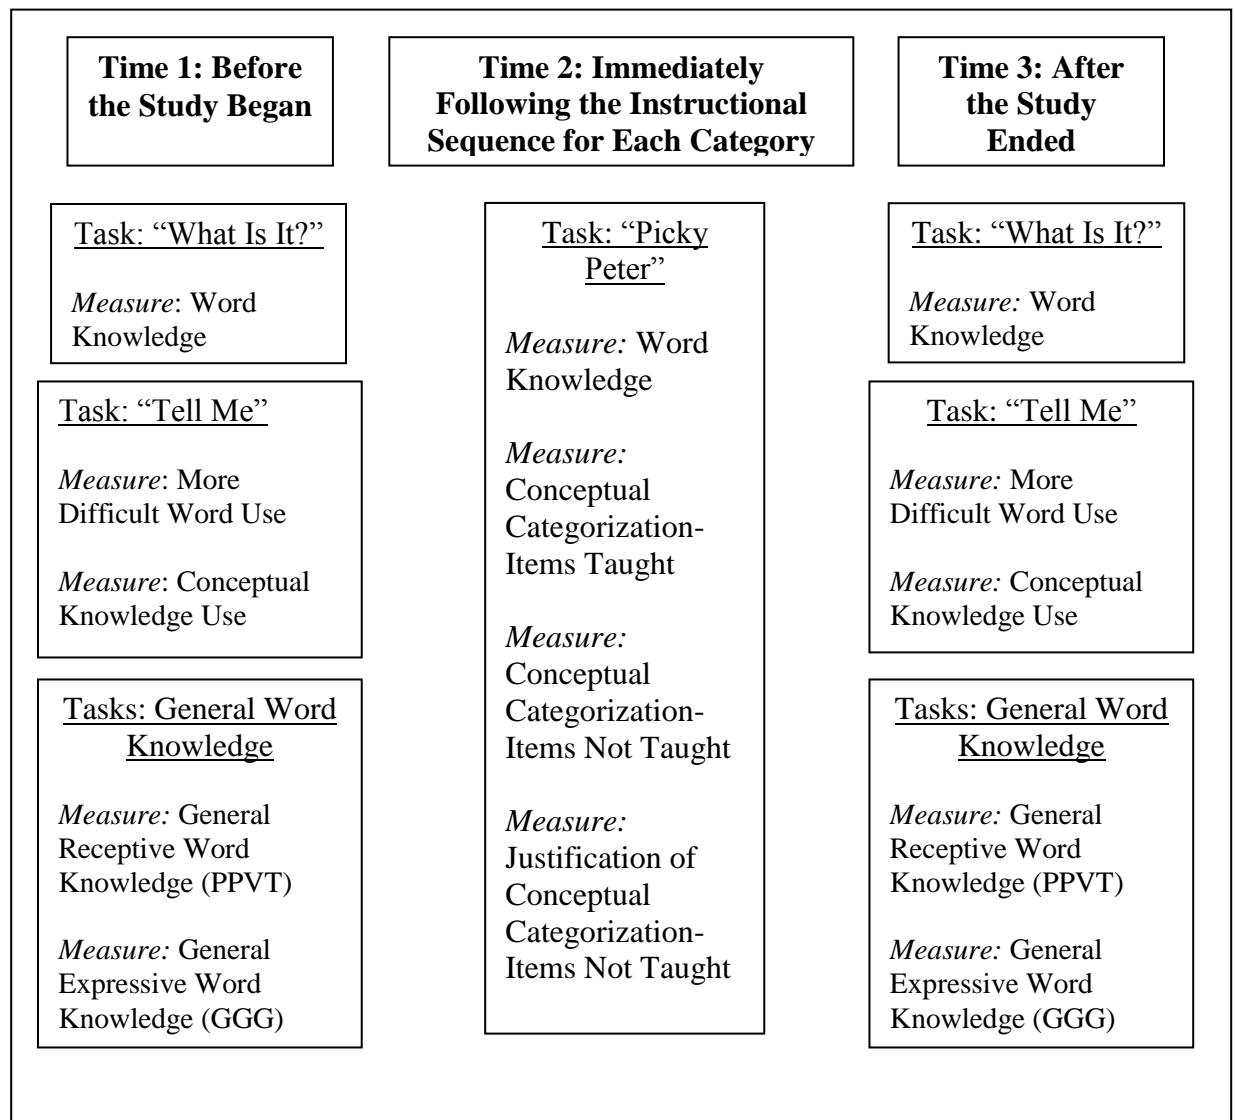 Time 1: Before
the Study Began
Time 2: Immediately
Following the Instructional
Sequence for Each Category
Time 3: After
the Study
Ended
Task: “What Is It?”
Measure: Word
Knowledge
Task: “Tell Me”
Measure: More
Difficult Word Use
Measure: Conceptual
Knowledge Use
Tasks: General Word
Knowledge
Measure: General
Receptive Word
Knowledge (PPVT)
Measure: General
Expressive Word
Knowledge (GGG)
Task: “Picky
Peter”
Measure: Word
Knowledge
Measure:
Conceptual
Categorization-
Items Taught
Measure:
Conceptual
Categorization-
Items Not Taught
Measure:
Justification of
Conceptual
Categorization-
Items Not Taught
Task: “What Is It?”
Measure: Word
Knowledge
Task: “Tell Me”
Measure: More
Difficult Word Use
Measure: Conceptual
Knowledge Use
Tasks: General Word
Knowledge
Measure: General
Receptive Word
Knowledge (PPVT)
Measure: General
Expressive Word
Knowledge (GGG)